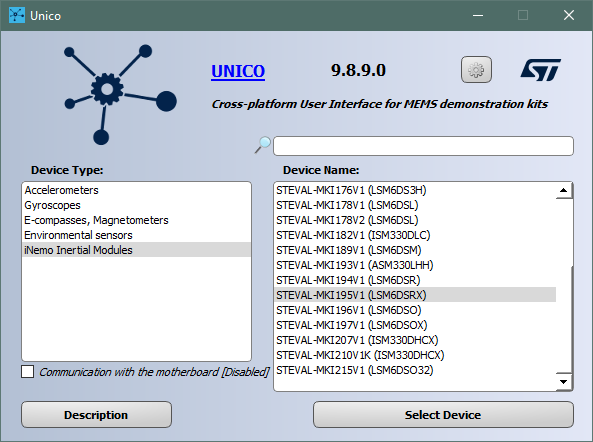 Unico
UNICO 9.8.9.0
ST
Cross-platform User Interface for MEMS demonstration kits
Device Type:
Accelerometers
Gyroscopes
E-compasses, Magnetometers
Environmental sensors
iNemo Inertial Modules
Communication with the motherboard [Disabled]
Device Name:
STEVAL-MKI176V1 (LSM6DS3H)
STEVAL-MKI178V1 (LSM6DSL)
STEVAL-MKI178V2 (LSM6DSL)
STEVAL-MKI182V1 (ISM330DLC)
STEVAL-MKI189V1 (LSM6DSM)
STEVAL-MKI193V1 (ASM330LHH)
STEVAL-MKI194V1 (LSM6DSR)
STEVAL-MKI195V1 (LSM6DSRX)
STEVAL-MKI196V1 (LSM6DSO)
STEVAL-MKI197V1 (LSM6DSOX)
STEVAL-MKI207V1 (ISM330DHCX)
STEVAL-MKI210V1K (ISM330DHCX)
STEVAL-MKI215V1 (LSM6DSO32)
Description
Select Device